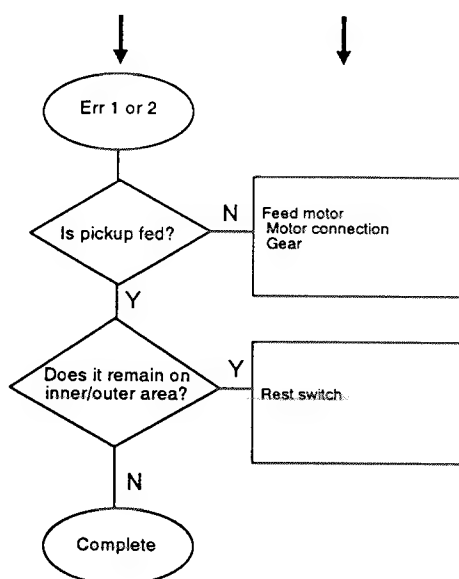 Err 1 or 2
Is pickup fed?
N
Feed motor
Motor connection
Gear
Y
Does it remain on
inner/outer area?
Y
Rest switch
N
Complete